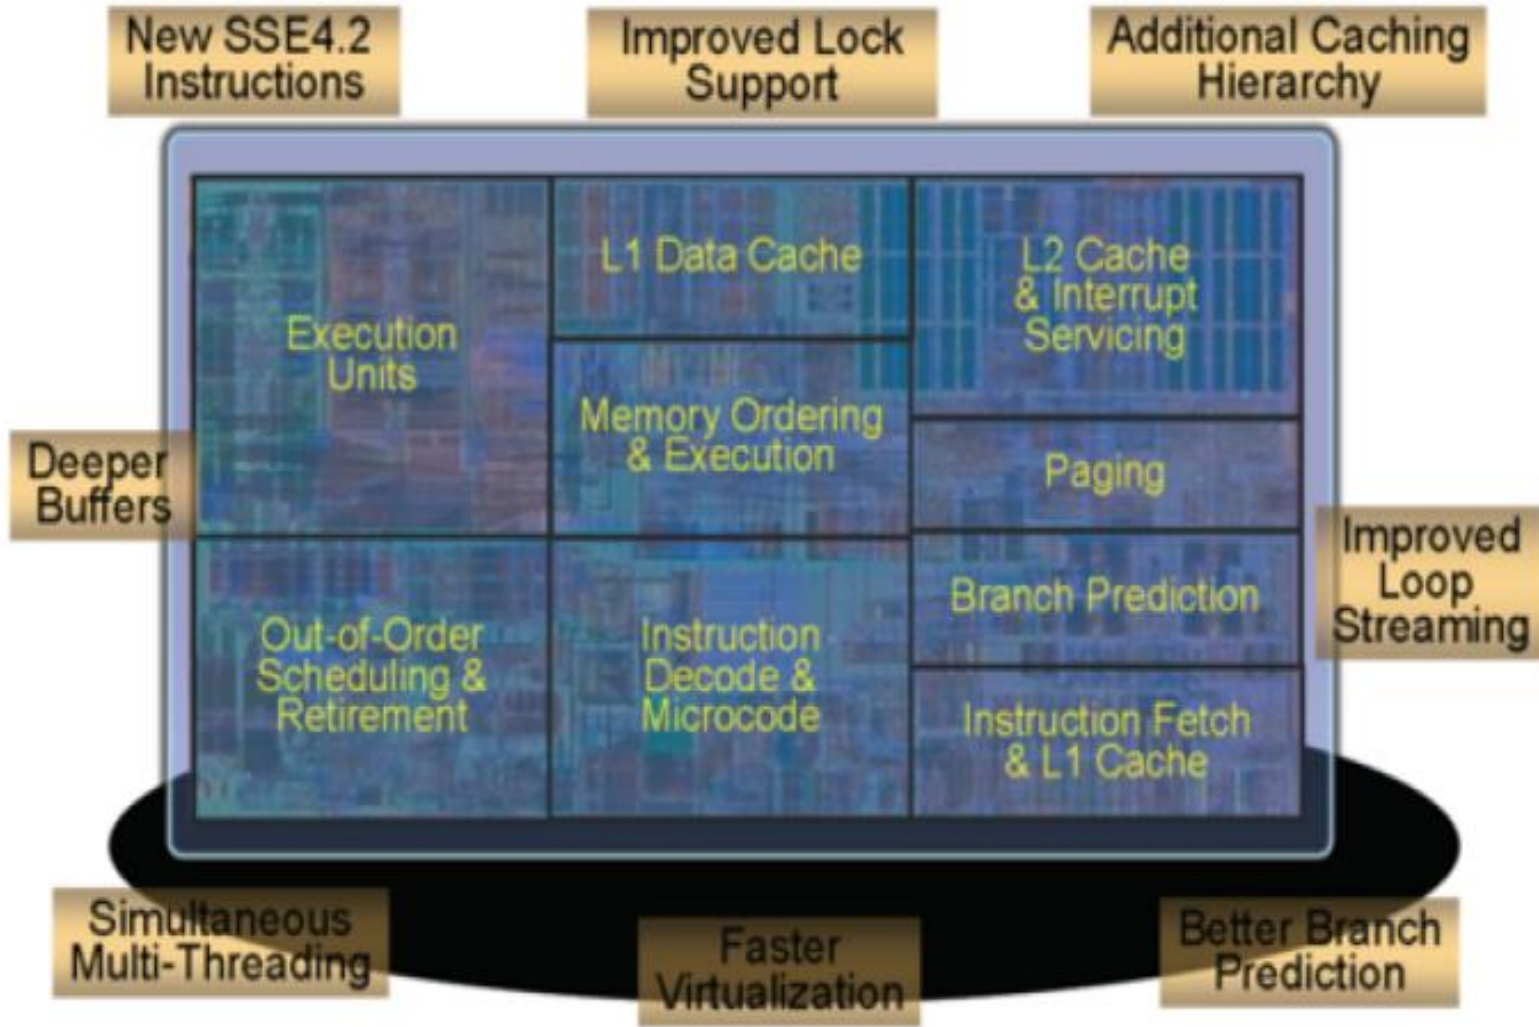 New SSE4.2
Instructions
Improved Lock
Support
Additional Caching
Hierarchy
Execution
Units
L1 Data Cache
L2 Cache
& Interrupt
Servicing
Memory Ordering
& Execution
Paging
Deeper
Buffers
Improved
Loop
Streaming
Branch Prediction
Out-of-Order
Scheduling &
Retirement
Instruction
Decode &
Microcode
Instruction Fetch
& L1 Cache
Simultaneous
Multi-Threading
Faster
Virtualization
Better Branch
Prediction